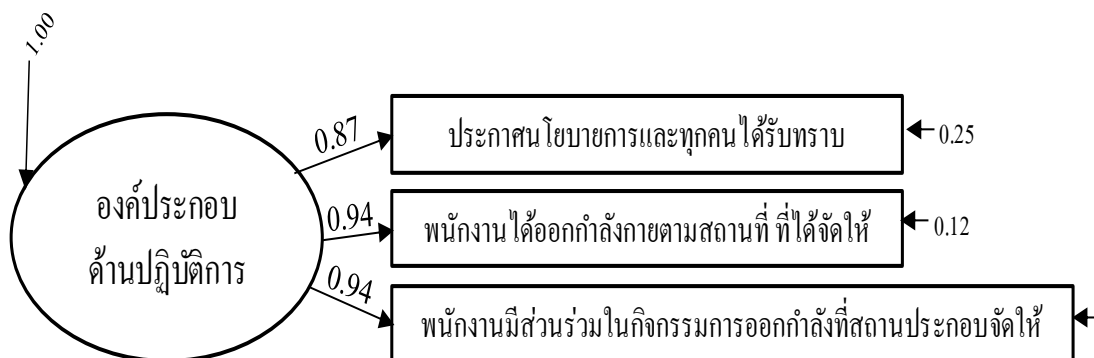 1.00
ประกาศนโยบายการและทุกคนได้รับทราบ
0.87
0.25
องค์ประกอบ
ด้านปฏิบัติการ
0.94
พนักงานได้ออกกำลังกายตามสถานที่ ที่ได้จัดให้
0.12
0.94
พนักงานมีส่วนร่วมในกิจกรรมการออกกำลังที่สถานประกอบจัดให้